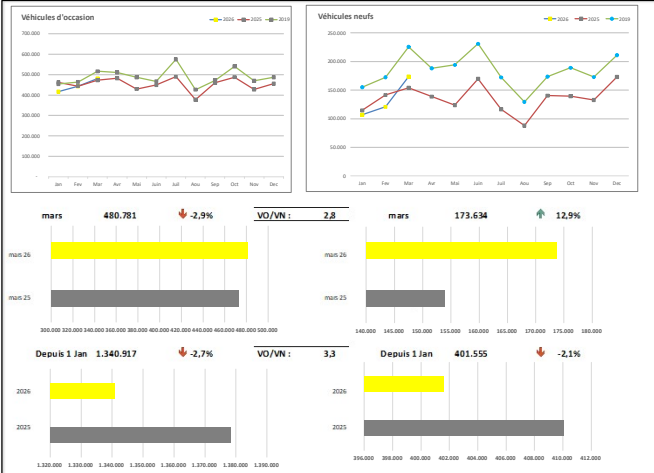 Véhicules d'occasion
2026 2025 2019
700.000
600.000
500.000
400.000
300.000
200.000
100.000
-
Jan Fev Mar Avr Mai Juin Juil Aou Sep Oct Nov Dec
Véhicules neufs
2026 2025 2019
250.000
200.000
150.000
100.000
50.000
0
Jan Fev Mar Avr Mai Juin Juil Aou Sep Oct Nov Dec
mars 480.781 -2,9% VO/VN : 2,8 mars 173.634 12,9%
mars 26
mars 25
300.000 320.000 340.000 360.000 380.000 400.000 420.000 440.000 460.000 480.000 500.000
mars 26
mars 25
140.000 145.000 150.000 155.000 160.000 165.000 170.000 175.000 180.000
Depuis 1 Jan 1.340.917 -2,7% VO/VN : 3,3 Depuis 1 Jan 401.555 -2,1%
2026
2025
1.320.000 1.330.000 1.340.000 1.350.000 1.360.000 1.370.000 1.380.000 1.390.000
2026
2025
396.000 398.000 400.000 402.000 404.000 406.000 408.000 410.000 412.000